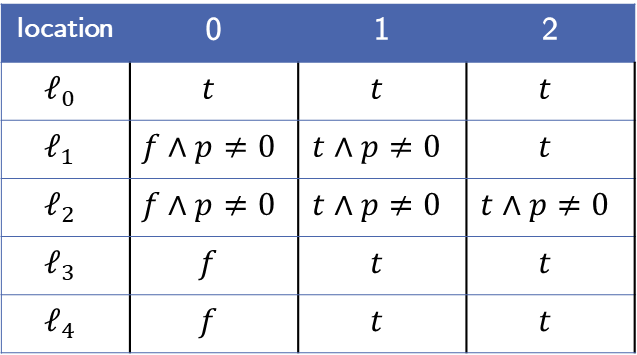 location 0 1 2
ℓ₀ t t t
ℓ₁ f ∧ p ≠ 0 t ∧ p ≠ 0 t
ℓ₂ f ∧ p ≠ 0 t ∧ p ≠ 0 t ∧ p ≠ 0
ℓ₃ f t t
ℓ₄ f t t